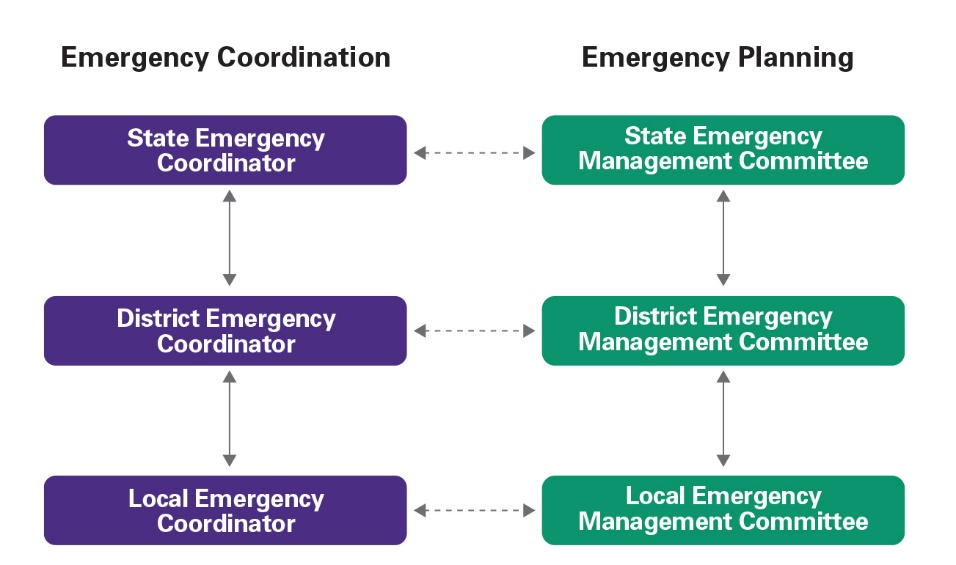 Emergency Coordination
Emergency Planning
State Emergency
Coordinator
State Emergency
Management Committee
District Emergency
Coordinator
District Emergency
Management Committee
Local Emergency
Coordinator
Local Emergency
Management Committee